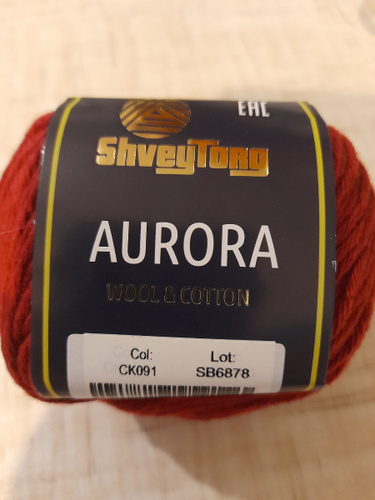 EAC
ShveyTorg
AURORA
WOOL & COTTON
Col: Lot:
CK091 SB6878